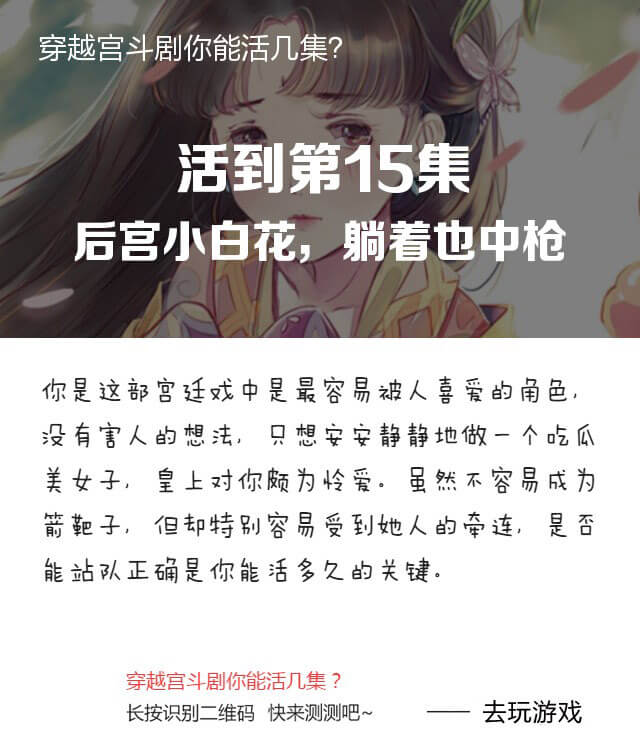 穿越宫斗剧你能活几集?
活到第15集
后宫小白花，躺着也中枪
你是这部宫廷戏中是最容易被人喜爱的角色，
没有害人的想法，只想安安静静地做一个吃瓜
美女子，皇上对你颇为怜爱。虽然不容易成为
箭靶子，但却特别容易受到她人的牵连，是否
能站队正确是你能活多久的关键。
穿越宫斗剧你能活几集？
长按识别二维码 快来测测吧~
—— 去玩游戏